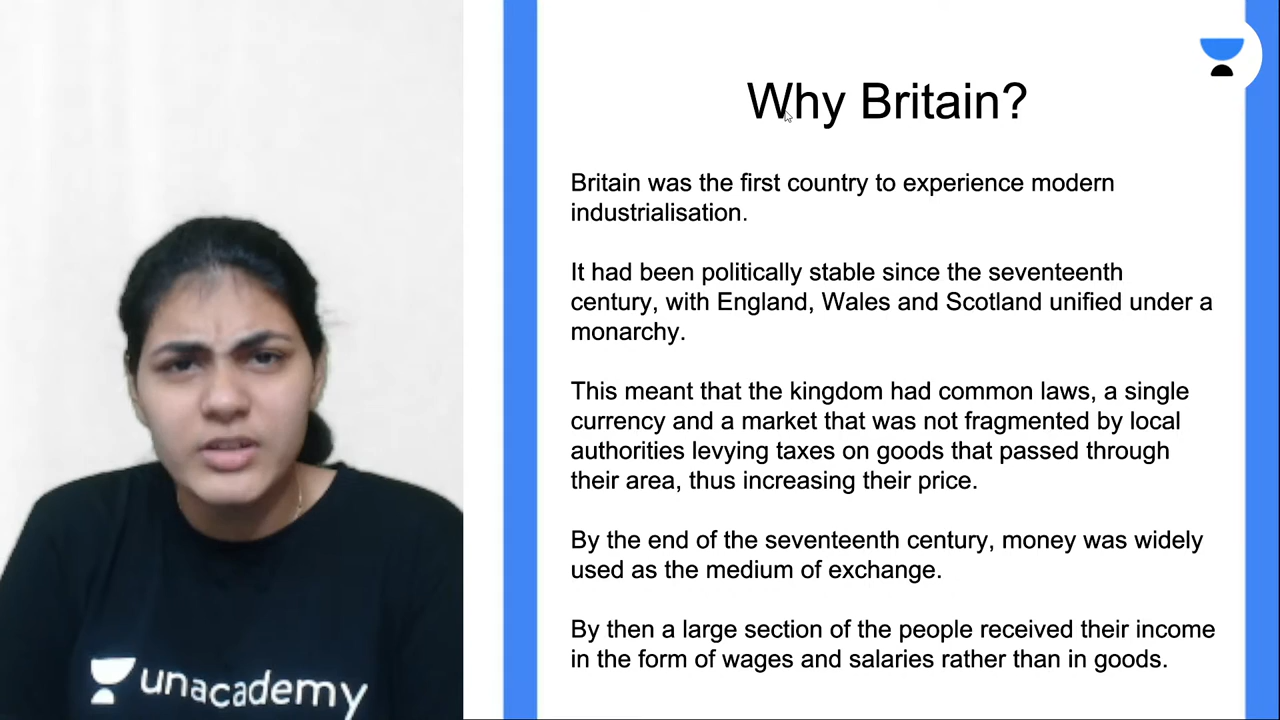 Why Britain?
Britain was the first country to experience modern
industrialisation.
It had been politically stable since the seventeenth
century, with England, Wales and Scotland unified under a
monarchy.
This meant that the kingdom had common laws, a single
currency and a market that was not fragmented by local
authorities levying taxes on goods that passed through
their area, thus increasing their price.
By the end of the seventeenth century, money was widely
used as the medium of exchange.
By then a large section of the people received their income
in the form of wages and salaries rather than in goods.
unacademy